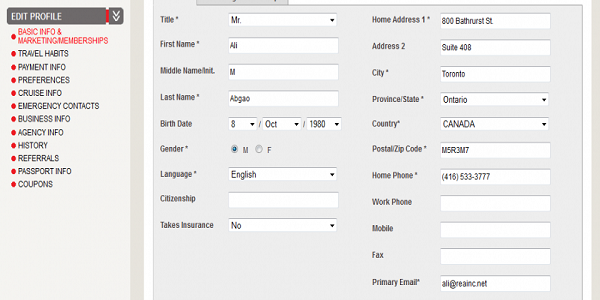 EDIT PROFILE
BASIC INFO &
MARKETING/MEMBERSHIPS
TRAVEL HABITS
PAYMENT INFO
PREFERENCES
CRUISE INFO
EMERGENCY CONTACTS
BUSINESS INFO
AGENCY INFO
HISTORY
REFERRALS
PASSPORT INFO
COUPONS
Title * Mr.
First Name * Ali
Middle Name/Init. M
Last Name * Abgao
Birth Date 8 / Oct / 1980
Gender * M F
Language * English
Citizenship
Takes Insurance No
Home Address 1 * 800 Bathrurst St.
Address 2 Suite 408
City * Toronto
Province/State * Ontario
Country* CANADA
Postal/Zip Code * M5R3M7
Home Phone * (416) 533-3777
Work Phone
Mobile
Fax
Primary Email* ali@reainc.net